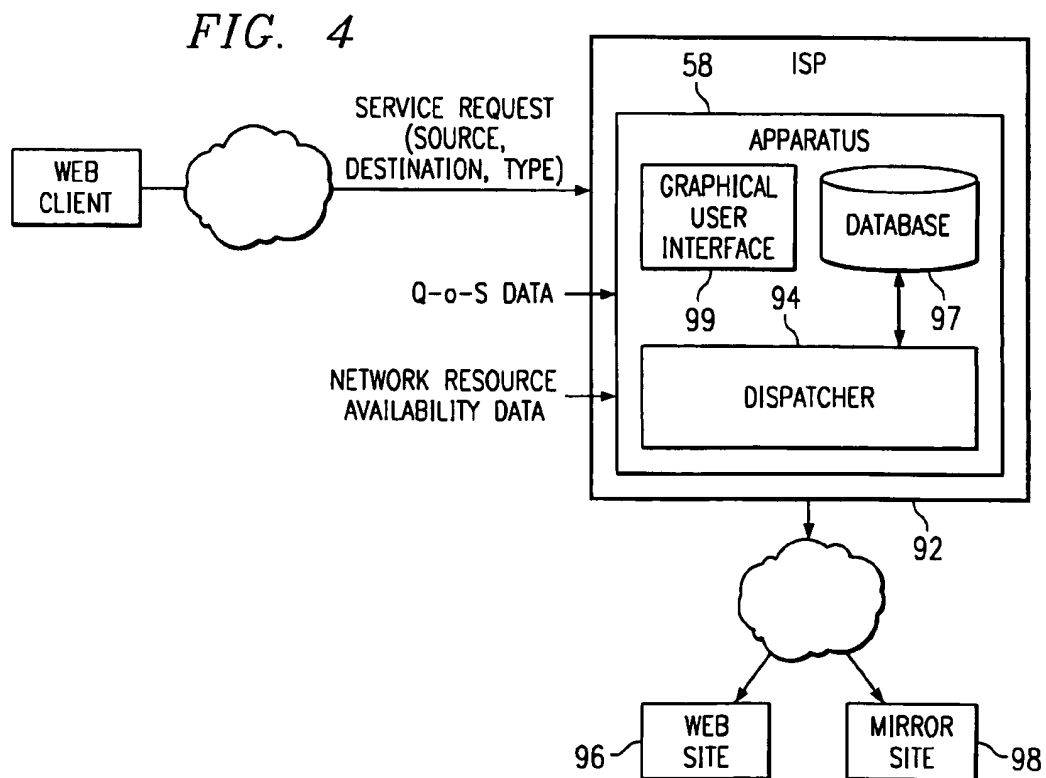 FIG. 4
ISP
58
SERVICE REQUEST
(SOURCE,
DESTINATION, TYPE)
WEB
CLIENT
APPARATUS
GRAPHICAL
USER
INTERFACE
DATABASE
Q-o-S DATA
99
94
97
NETWORK RESOURCE
AVAILABILITY DATA
DISPATCHER
92
WEB
SITE
96
MIRROR
SITE
98